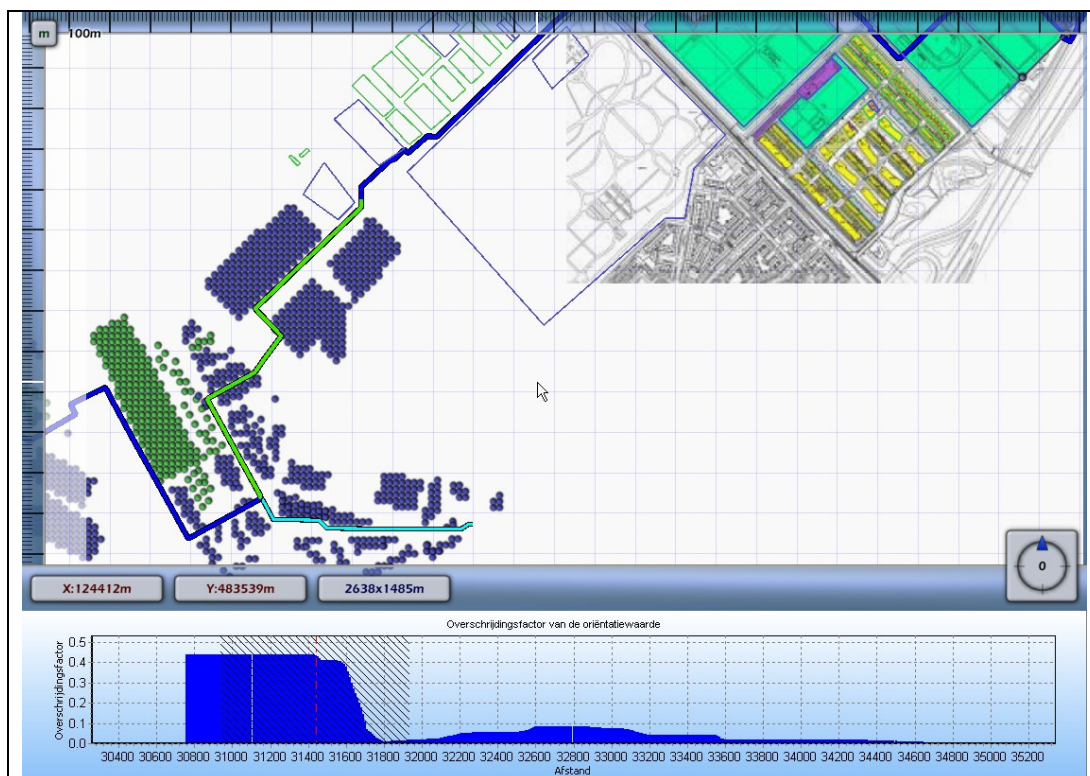 m 100m
0
X:124412m Y:483539m 2638x1485m
Overschrijdingsfactor van de oriëntatiewaarde
Overschrijdingsfactor
0.5
0.4
0.3
0.2
0.1
0.0
30400 30600 30800 31000 31200 31400 31600 31800 32000 32200 32400 32600 32800 33000 33200 33400 33600 33800 34000 34200 34400 34600 34800 35000 35200
Afstand